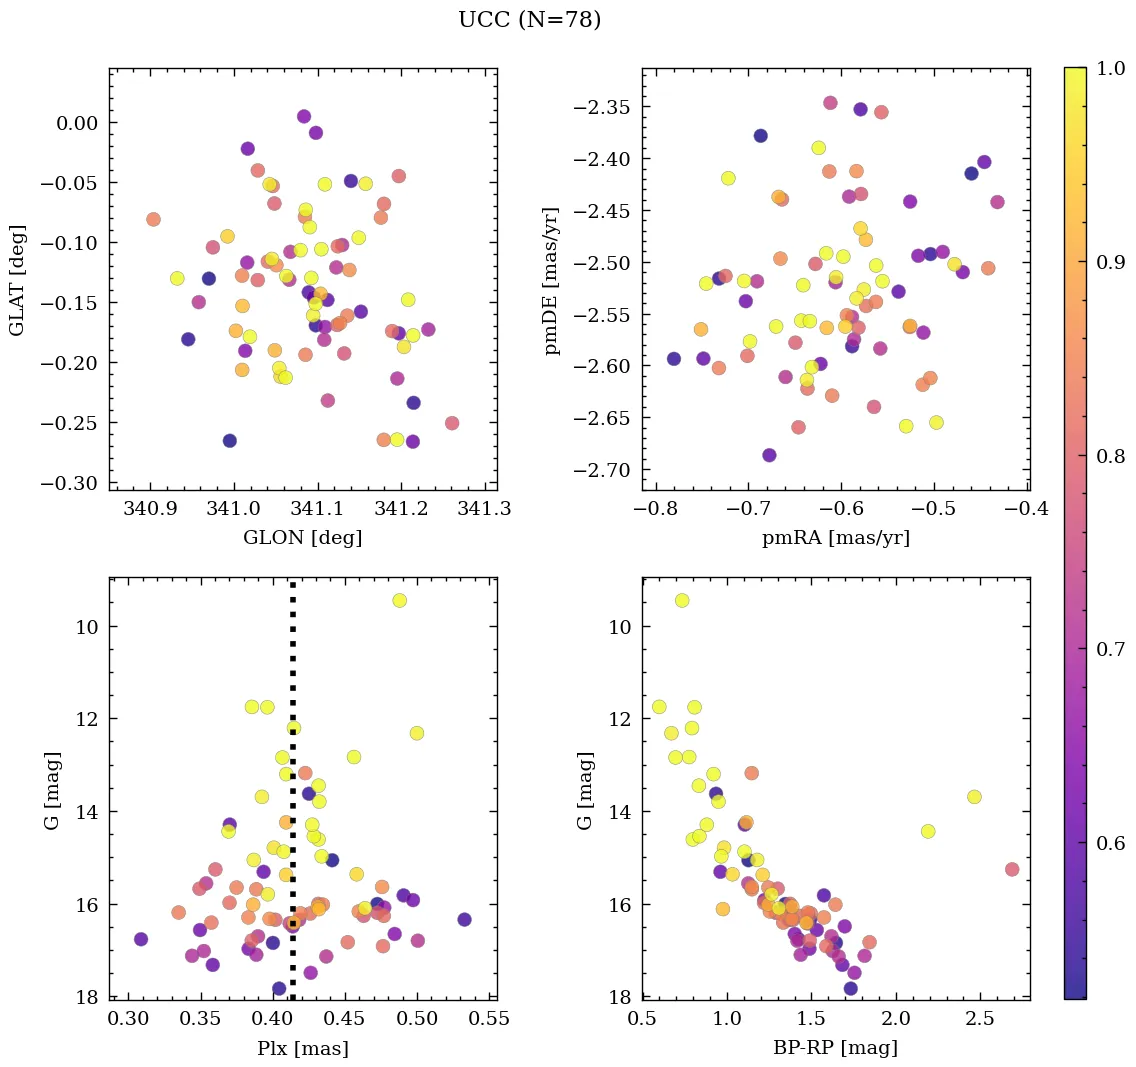 UCC (N=78)
0.00
−0.05
−0.10
−0.15
−0.20
−0.25
−0.30
GLAT [deg]
340.9 341.0 341.1 341.2 341.3
GLON [deg]
−2.35
−2.40
−2.45
−2.50
−2.55
−2.60
−2.65
−2.70
pmDE [mas/yr]
−0.8 −0.7 −0.6 −0.5 −0.4
pmRA [mas/yr]
10
12
14
16
18
G [mag]
0.30 0.35 0.40 0.45 0.50 0.55
Plx [mas]
10
12
14
16
18
G [mag]
0.5 1.0 1.5 2.0 2.5
BP-RP [mag]
1.0
0.9
0.8
0.7
0.6